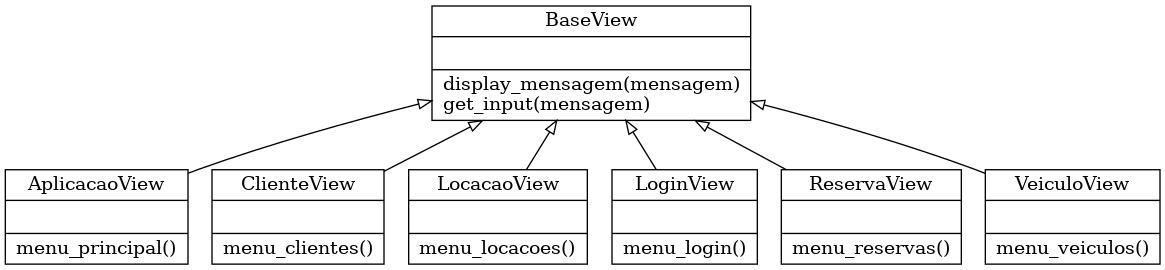 BaseView
display_mensagem(mensagem)
get_input(mensagem)
AplicacaoView
menu_principal()
ClienteView
menu_clientes()
LocacaoView
menu_locacoes()
LoginView
menu_login()
ReservaView
menu_reservas()
VeiculoView
menu_veiculos()